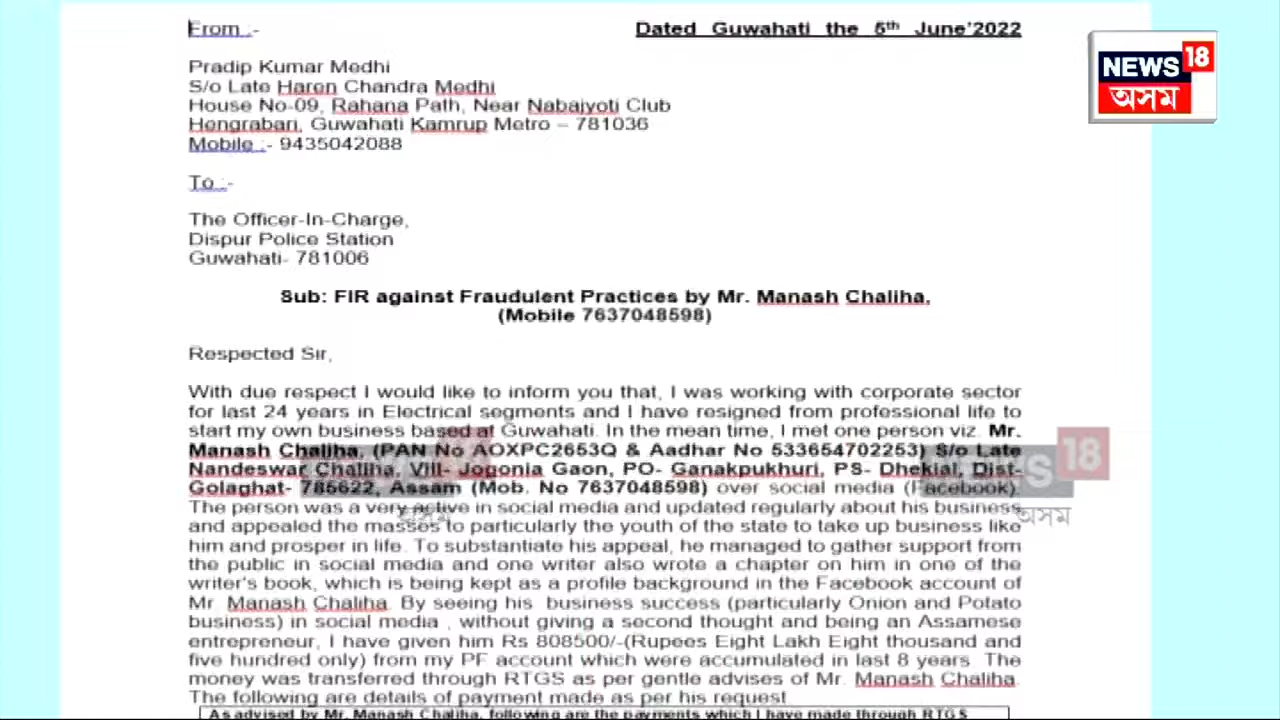 From :-
Dated Guwahati the 5th June'2022
NEWS 18
অসম
Pradip Kumar Medhi
S/o Late Haren Chandra Medhi
House No-09, Rahana Path, Near Nabajyoti Club
Hengrabari, Guwahati Kamrup Metro – 781036
Mobile :- 9435042088
To :-
The Officer-In-Charge,
Dispur Police Station
Guwahati- 781006
Sub: FIR against Fraudulent Practices by Mr. Manash Chaliha,
(Mobile 7637048598)
Respected Sir,
With due respect I would like to inform you that, I was working with corporate sector
for last 24 years in Electrical segments and I have resigned from professional life to
start my own business based at Guwahati. In the mean time, I met one person viz. Mr.
Manash Chaliha, (PAN No AOXPC2653Q & Aadhar No 533654702253) S/o Late
Nandeswar Chaliha, Vill- Jogonia Gaon, PO- Ganakpukhuri, PS- Dhekial, Dist-
Golaghat- 785622, Assam (Mob. No 7637048598) over social media (Facebook).
The person was a very active in social media and updated regularly about his business
and appealed the masses to particularly the youth of the state to take up business like
him and prosper in life. To substantiate his appeal, he managed to gather support from
the public in social media and one writer also wrote a chapter on him in one of the
writer's book, which is being kept as a profile background in the Facebook account of
Mr. Manash Chaliha. By seeing his business success (particularly Onion and Potato
business) in social media , without giving a second thought and being an Assamese
entrepreneur, I have given him Rs 808500/-(Rupees Eight Lakh Eight thousand and
five hundred only) from my PF account which were accumulated in last 8 years. The
money was transferred through RTGS as per gentle advises of Mr. Manash Chaliha.
The following are details of payment made as per his request
As advised by Mr. Manash Chaliha, following are the payments which I have made through RTGS